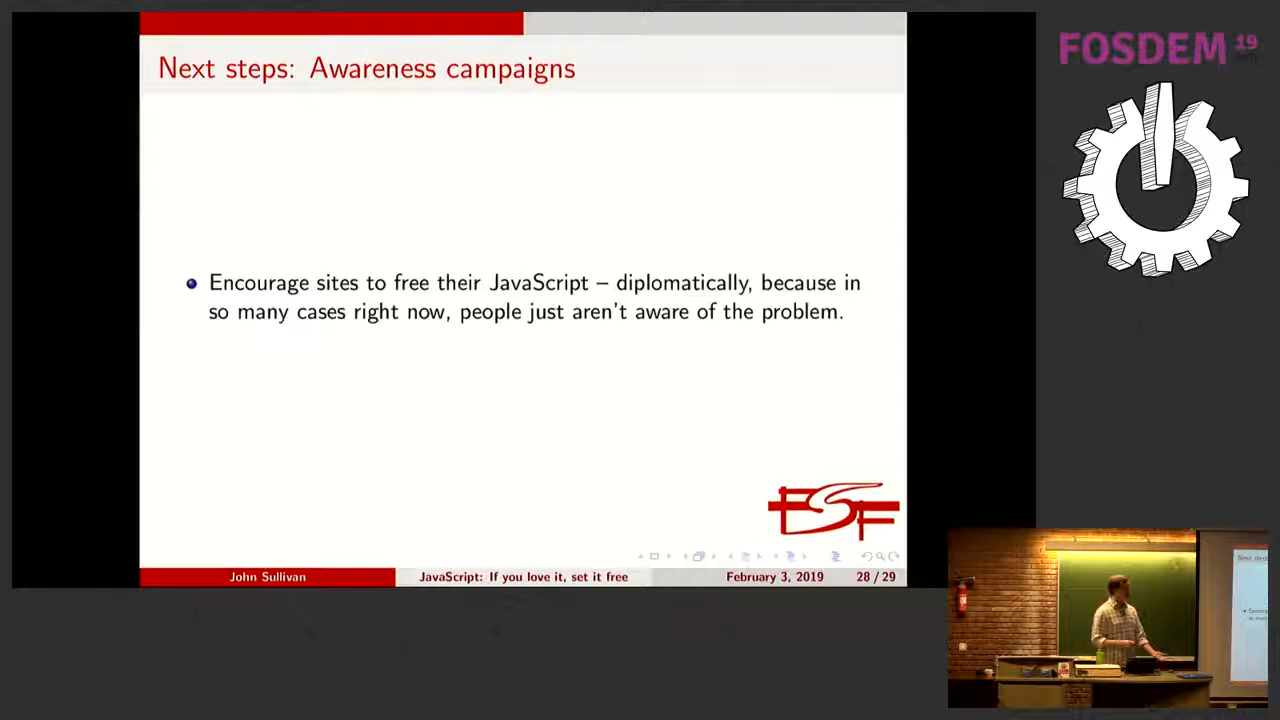 Next steps: Awareness campaigns
FOSDEM 19
Encourage sites to free their JavaScript – diplomatically, because in
so many cases right now, people just aren't aware of the problem.
FSF
John Sullivan JavaScript: If you love it, set it free February 3, 2019 28 / 29